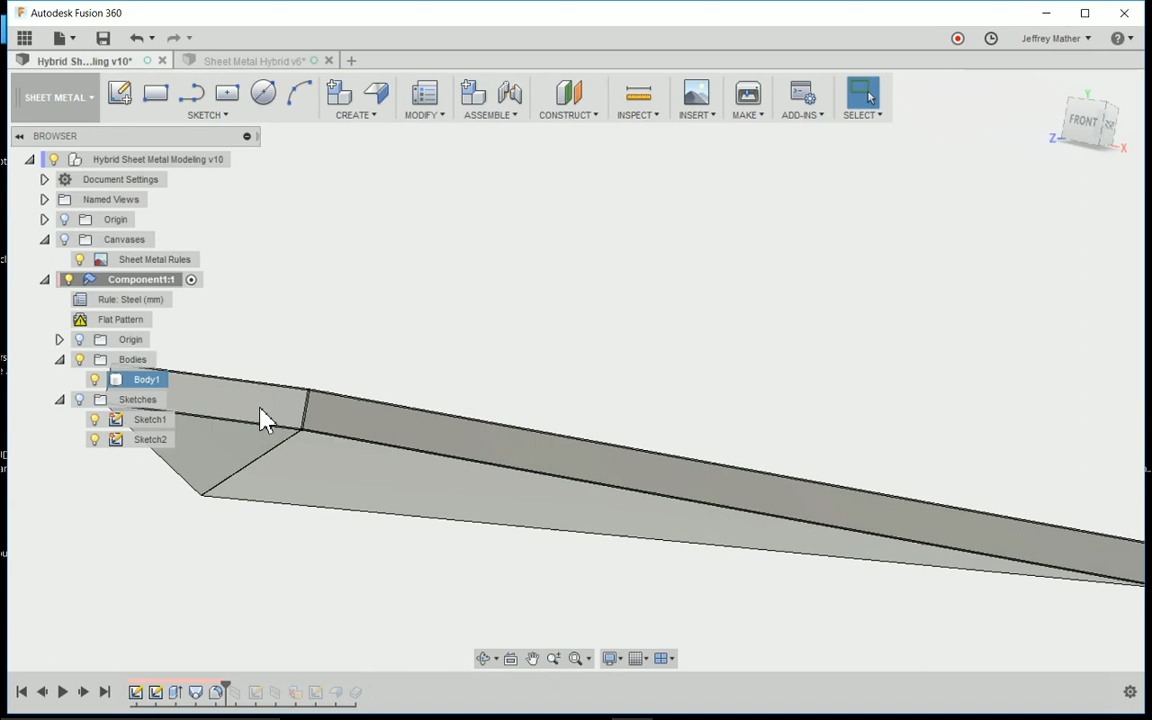 Autodesk Fusion 360
Jeffrey Mather
Hybrid Sh...ling v10*
Sheet Metal Hybrid v6*
SHEET METAL
SKETCH
CREATE
MODIFY
ASSEMBLE
CONSTRUCT
INSPECT
INSERT
MAKE
ADD-INS
SELECT
Y
FRONT
Z
X
BROWSER
Hybrid Sheet Metal Modeling v10
Document Settings
Named Views
Origin
Canvases
Sheet Metal Rules
Component1:1
Rule: Steel (mm)
Flat Pattern
Origin
Bodies
Body1
Sketches
Sketch1
Sketch2